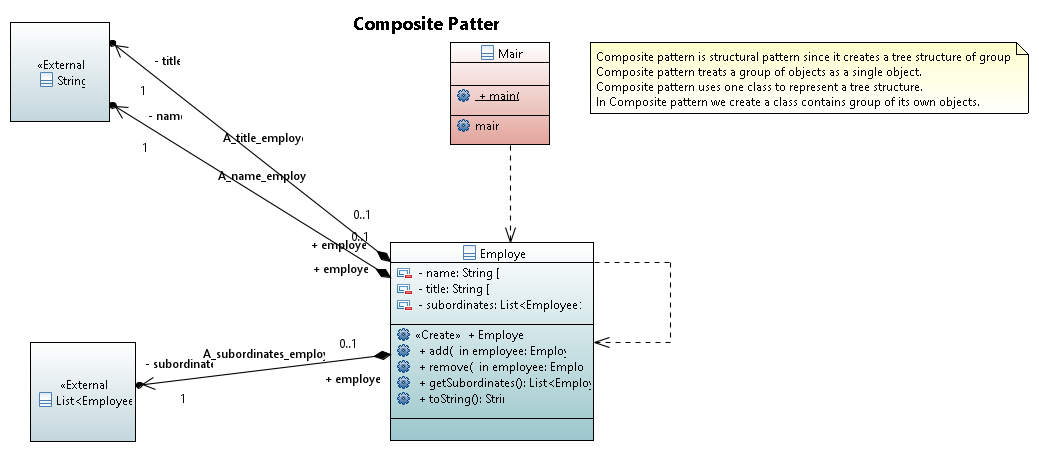 Composite Patter
«External
String
- title
1
- name
1
A_title_employe
A_name_employ
0..1
0..1
+ employe
+ employe
Main
+ main(
main
Composite pattern is structural pattern since it creates a tree structure of group
Composite pattern treats a group of objects as a single object.
Composite pattern uses one class to represent a tree structure.
In Composite pattern we create a class contains group of its own objects.
Employe
- name: String [
- title: String [
- subordinates: List<Employee>
«Create» + Employe
+ add( in employee: Employ
+ remove( in employee: Emplo
+ getSubordinates(): List<Employ
+ toString(): Stri
«External
List<Employee
- subordinate
1
A_subordinates_employ
0..1
+ employe